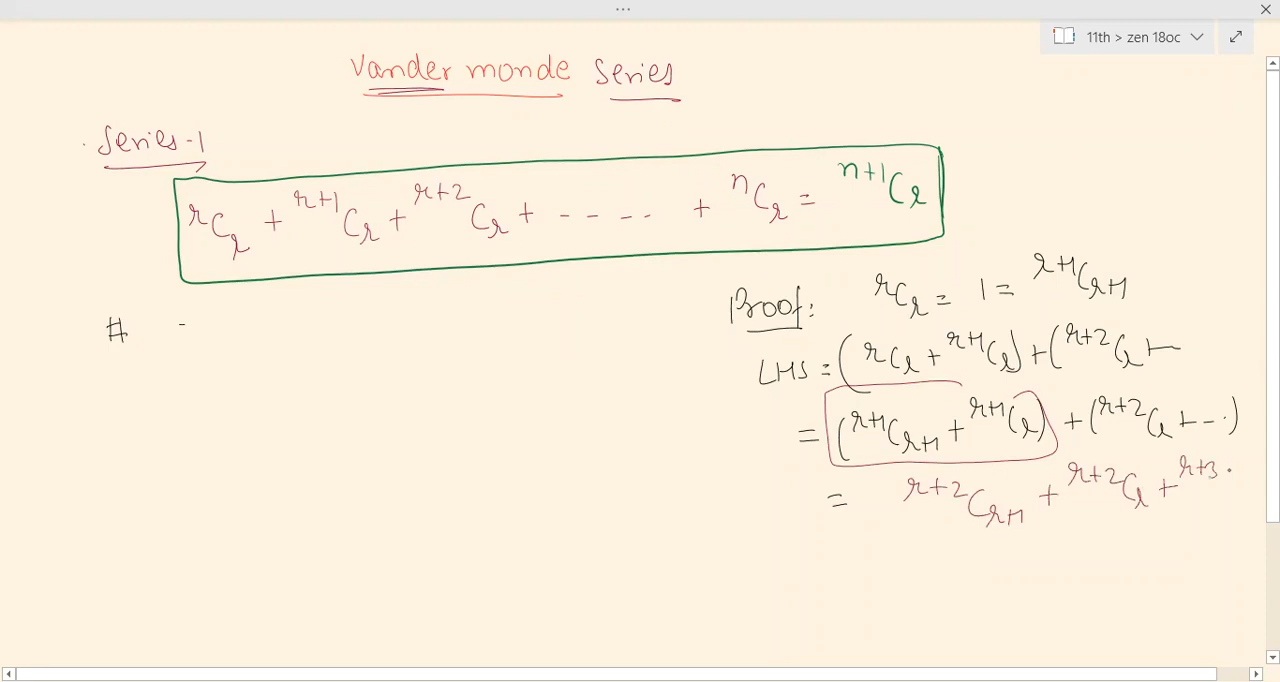 ...
11th > zen 18oc
Vander monde Series
Series-1
ʳCᵣ + ʳ⁺¹Cᵣ + ʳ⁺²Cᵣ + - - - - + ⁿCᵣ = ⁿ⁺¹Cᵣ
Proof: ʳCᵣ = 1 = ʳ⁺¹Cᵣ₊₁
# -
LHS = (ʳCᵣ + ʳ⁺¹Cᵣ) + (ʳ⁺²Cᵣ + -
= (ʳ⁺¹Cᵣ₊₁ + ʳ⁺¹Cᵣ) + (ʳ⁺²Cᵣ + - - ·)
= ʳ⁺²Cᵣ₊₁ + ʳ⁺²Cᵣ + ʳ⁺³ ·